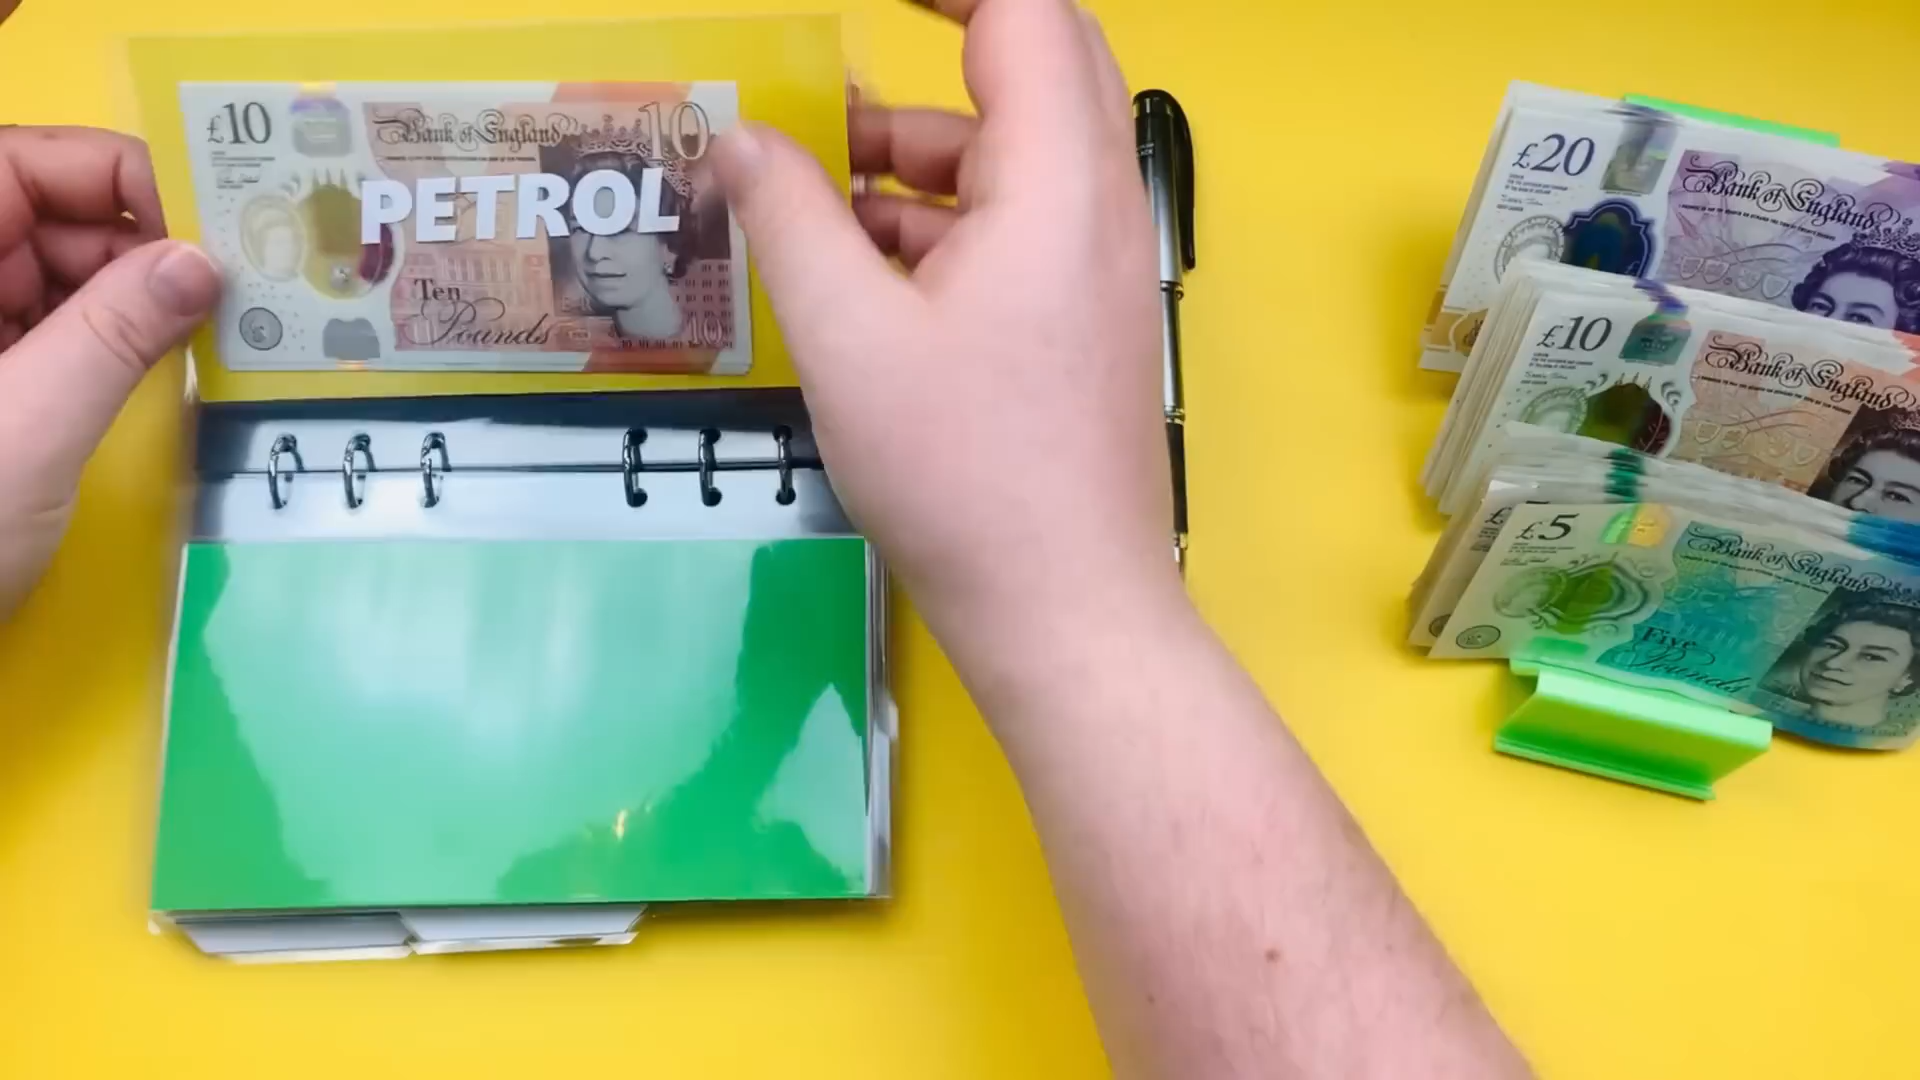 £10
Bank of England
10
PETROL
Ten
Pounds
10
£20
Bank of England
£10
Bank of England
£5
Bank of England
Five
Pounds